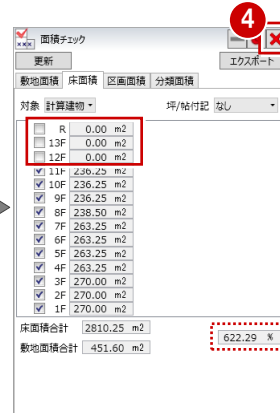 4
面積チェック
更新 エクスポート
敷地面積 床面積 区画面積 分類面積
対象 計算建物 坪/帖付記 なし
R 0.00 m2
13F 0.00 m2
12F 0.00 m2
11F 236.25 m2
10F 236.25 m2
9F 236.25 m2
8F 238.50 m2
7F 263.25 m2
6F 263.25 m2
5F 263.25 m2
4F 263.25 m2
3F 270.00 m2
2F 270.00 m2
1F 270.00 m2
床面積合計 2810.25 m2
622.29 %
敷地面積合計 451.60 m2